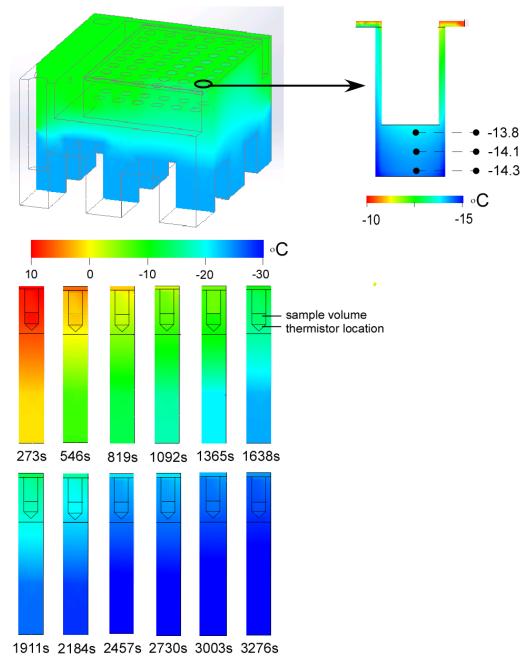 -13.8
-14.1
-14.3
-10 -15 °C
10 0 -10 -20 -30 °C
sample volume
thermistor location
273s 546s 819s 1092s 1365s 1638s
1911s 2184s 2457s 2730s 3003s 3276s